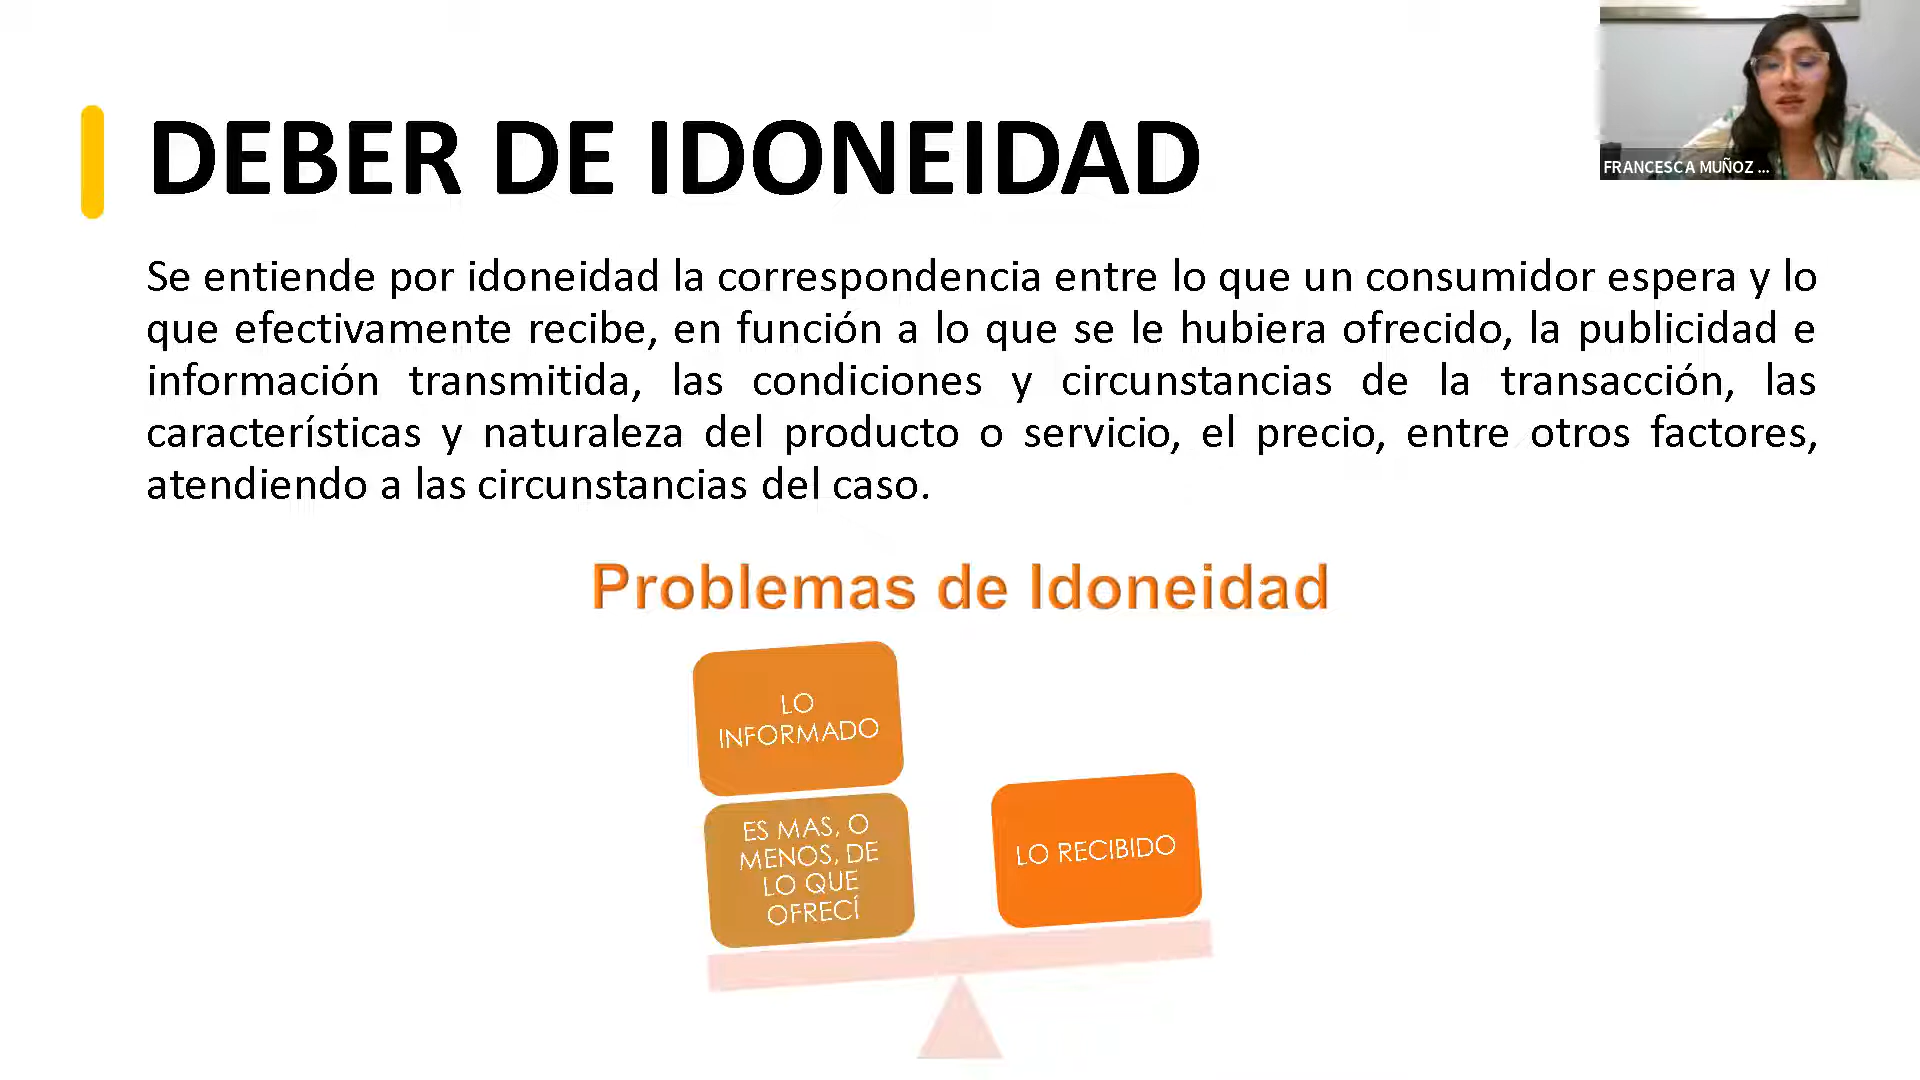 DEBER DE IDONEIDAD
FRANCESCA MUÑOZ ...
Se entiende por idoneidad la correspondencia entre lo que un consumidor espera y lo
que efectivamente recibe, en función a lo que se le hubiera ofrecido, la publicidad e
información transmitida, las condiciones y circunstancias de la transacción, las
características y naturaleza del producto o servicio, el precio, entre otros factores,
atendiendo a las circunstancias del caso.
Problemas de Idoneidad
LO
INFORMADO
ES MAS, O
MENOS, DE
LO QUE
OFRECÍ
LO RECIBIDO